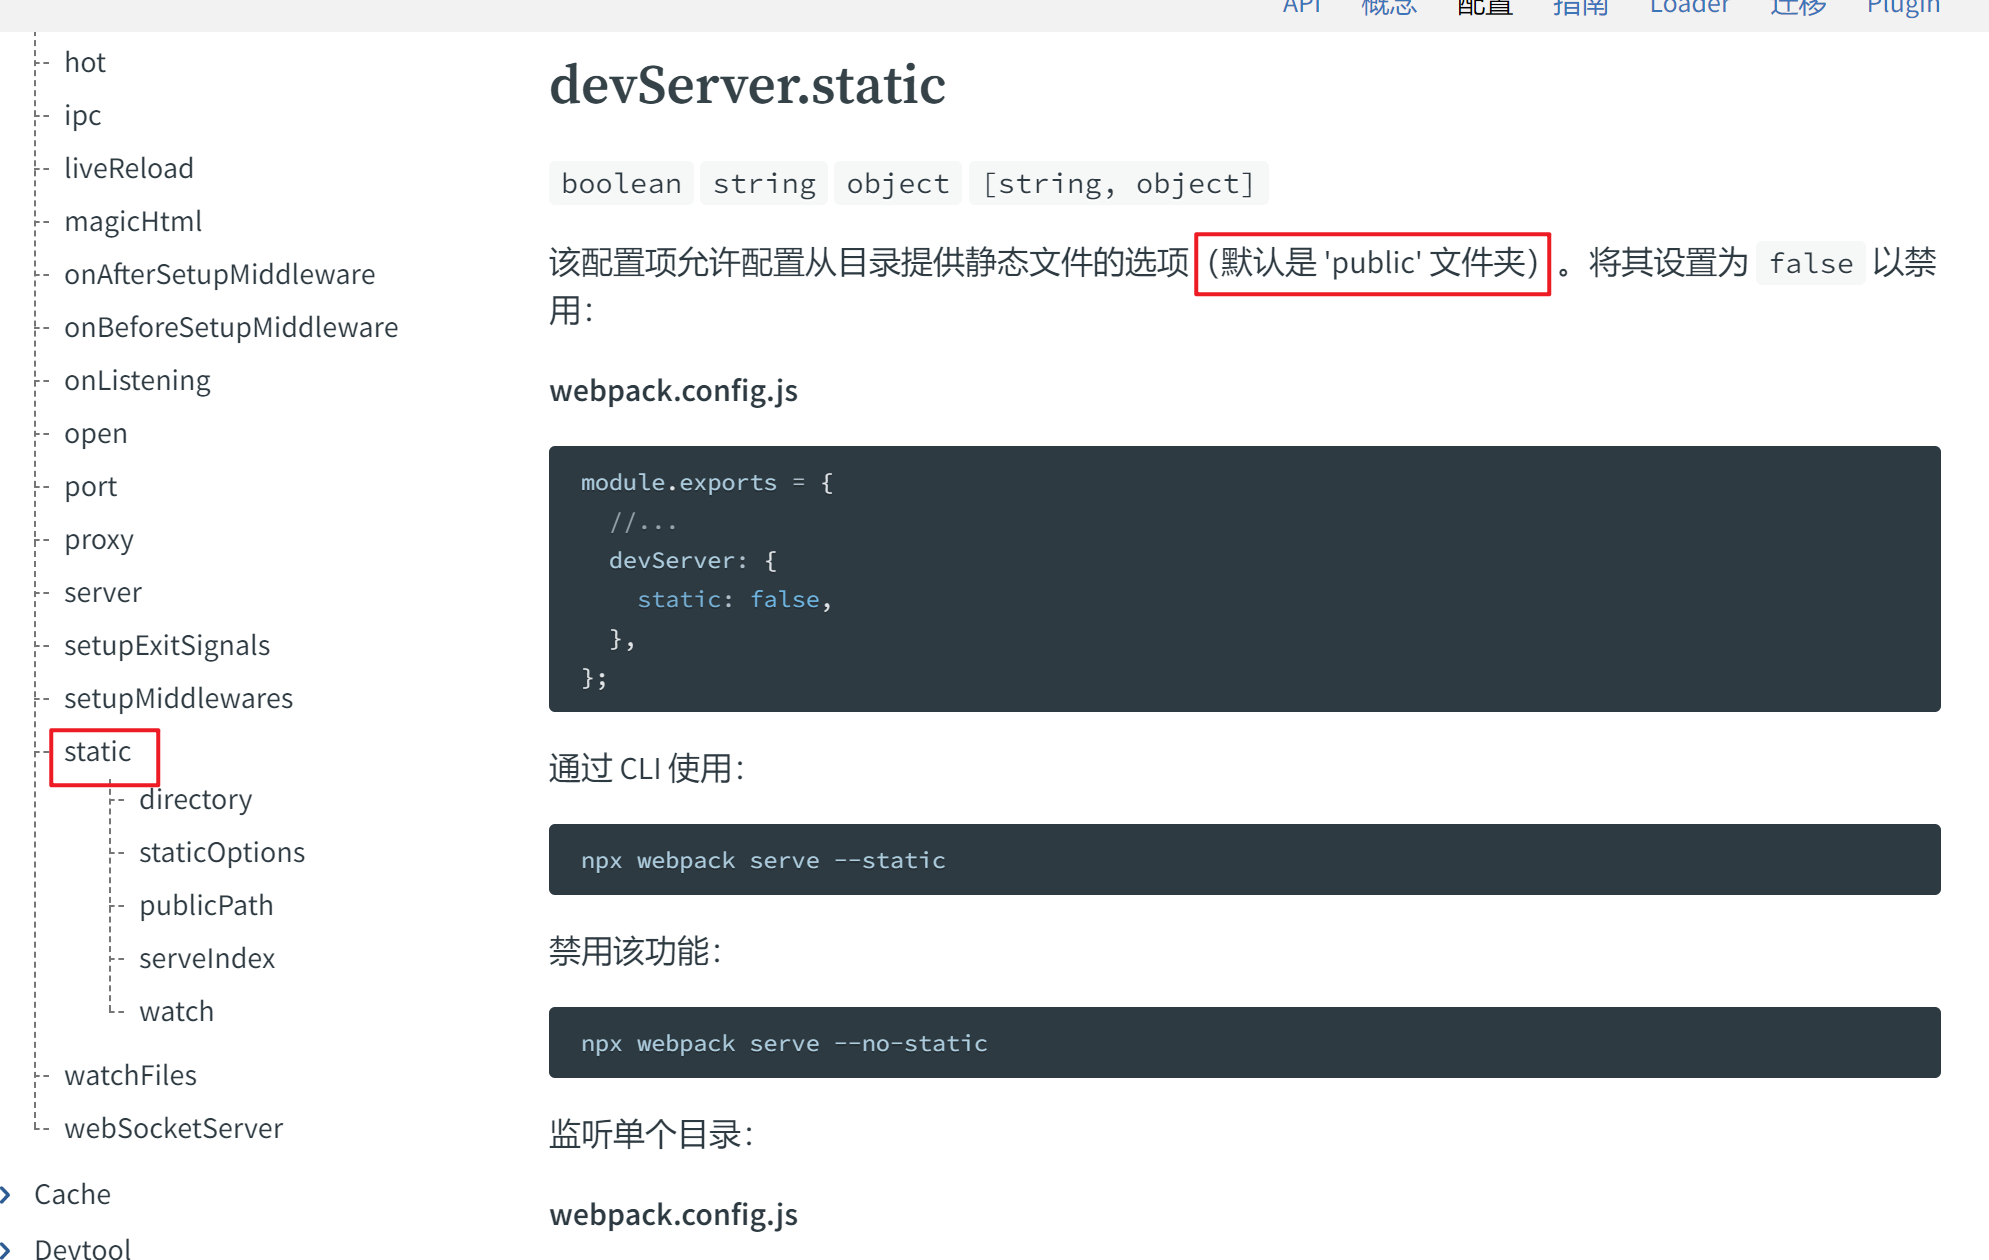 API 概念 配置 指南 Loader 迁移 Plugin
hot
ipc
liveReload
magicHtml
onAfterSetupMiddleware
onBeforeSetupMiddleware
onListening
open
port
proxy
server
setupExitSignals
setupMiddlewares
static
directory
staticOptions
publicPath
serveIndex
watch
watchFiles
webSocketServer
Cache
Devtool
devServer.static
boolean string object [string, object]
该配置项允许配置从目录提供静态文件的选项（默认是 'public' 文件夹）。将其设置为 false 以禁
用：
webpack.config.js
module.exports = {
  //...
  devServer: {
    static: false,
  },
};
通过 CLI 使用：
npx webpack serve --static
禁用该功能：
npx webpack serve --no-static
监听单个目录：
webpack.config.js